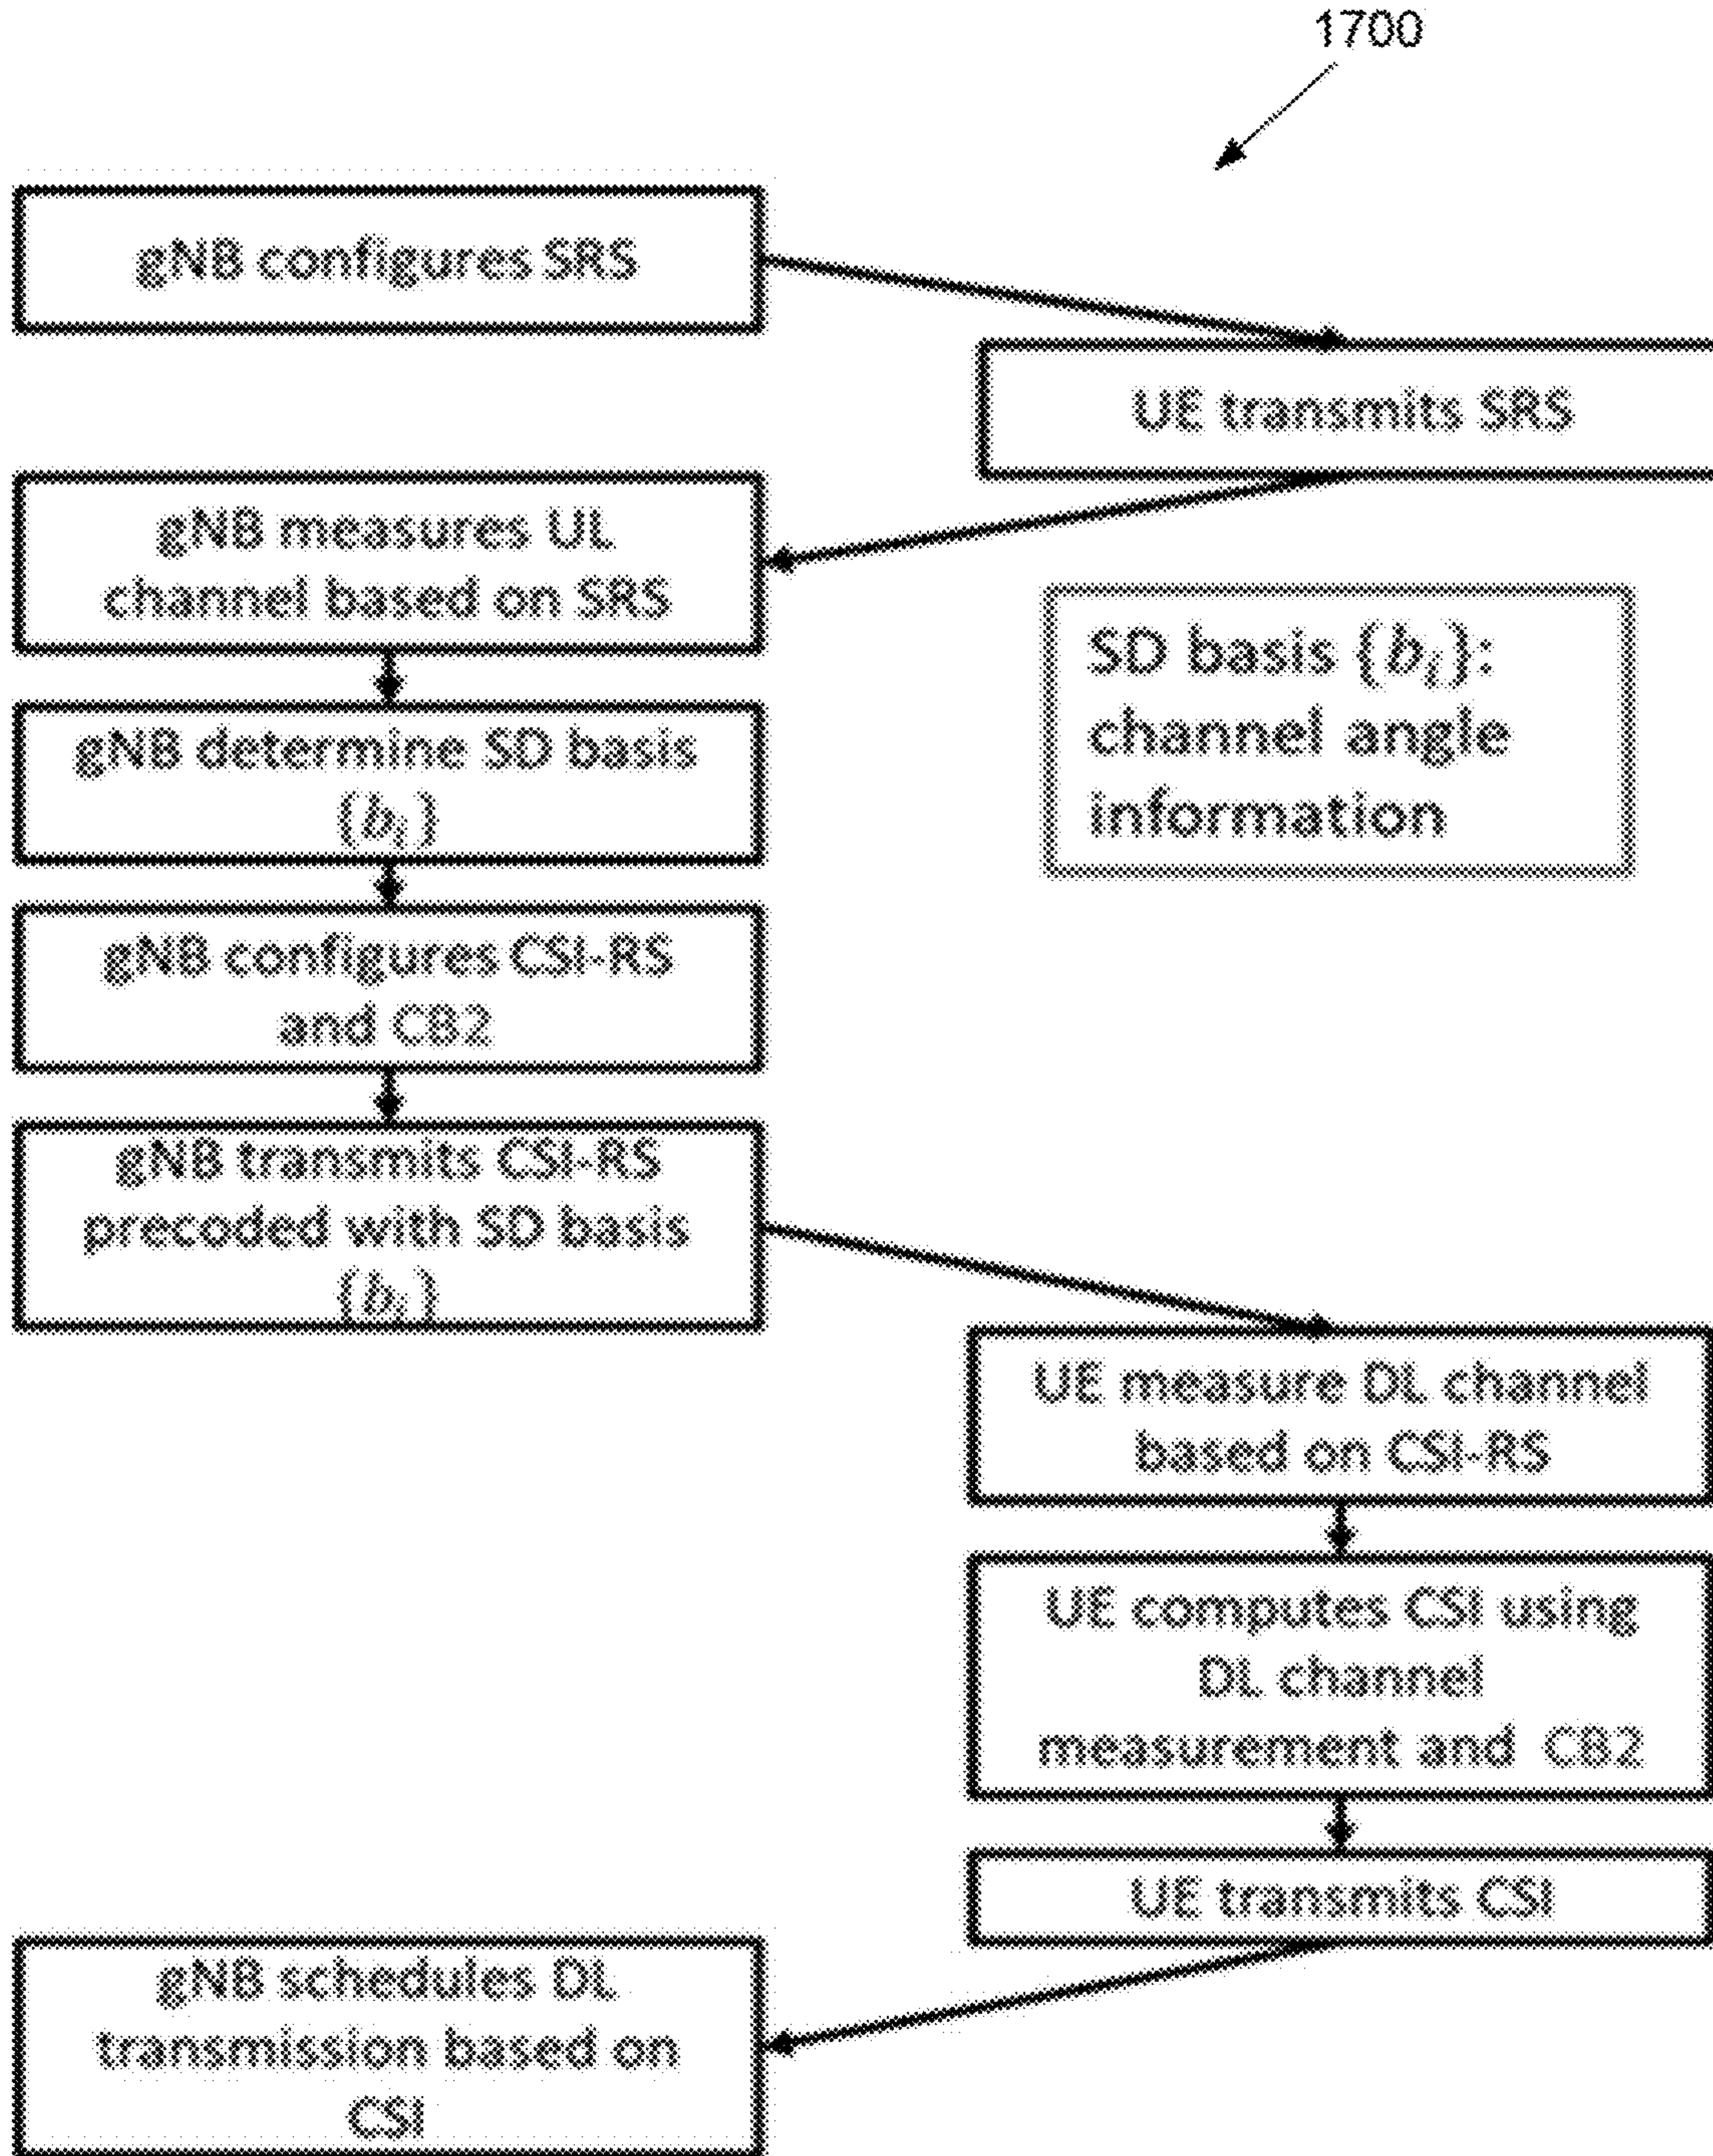 1700
gNB configures SRS
UE transmits SRS
gNB measures UL
channel based on SRS
SD basis {b_i}:
channel angle
information
gNB determine SD basis
{b_i}
gNB configures CSI-RS
and CB2
gNB transmits CSI-RS
precoded with SD basis
{b_i}
UE measure DL channel
based on CSI-RS
UE computes CSI using
DL channel
measurement and CB2
UE transmits CSI
gNB schedules DL
transmission based on
CSI